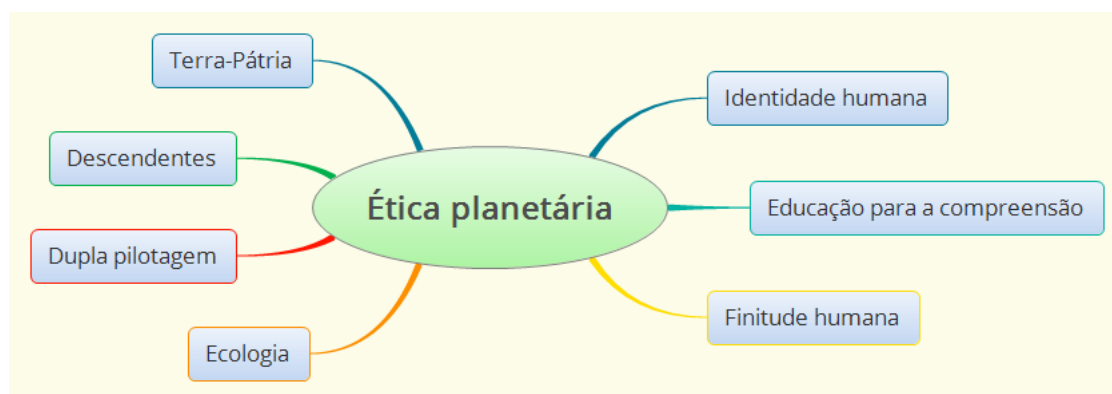 Terra-Pátria
Descendentes
Dupla pilotagem
Ecologia
Ética planetária
Identidade humana
Educação para a compreensão
Finitude humana